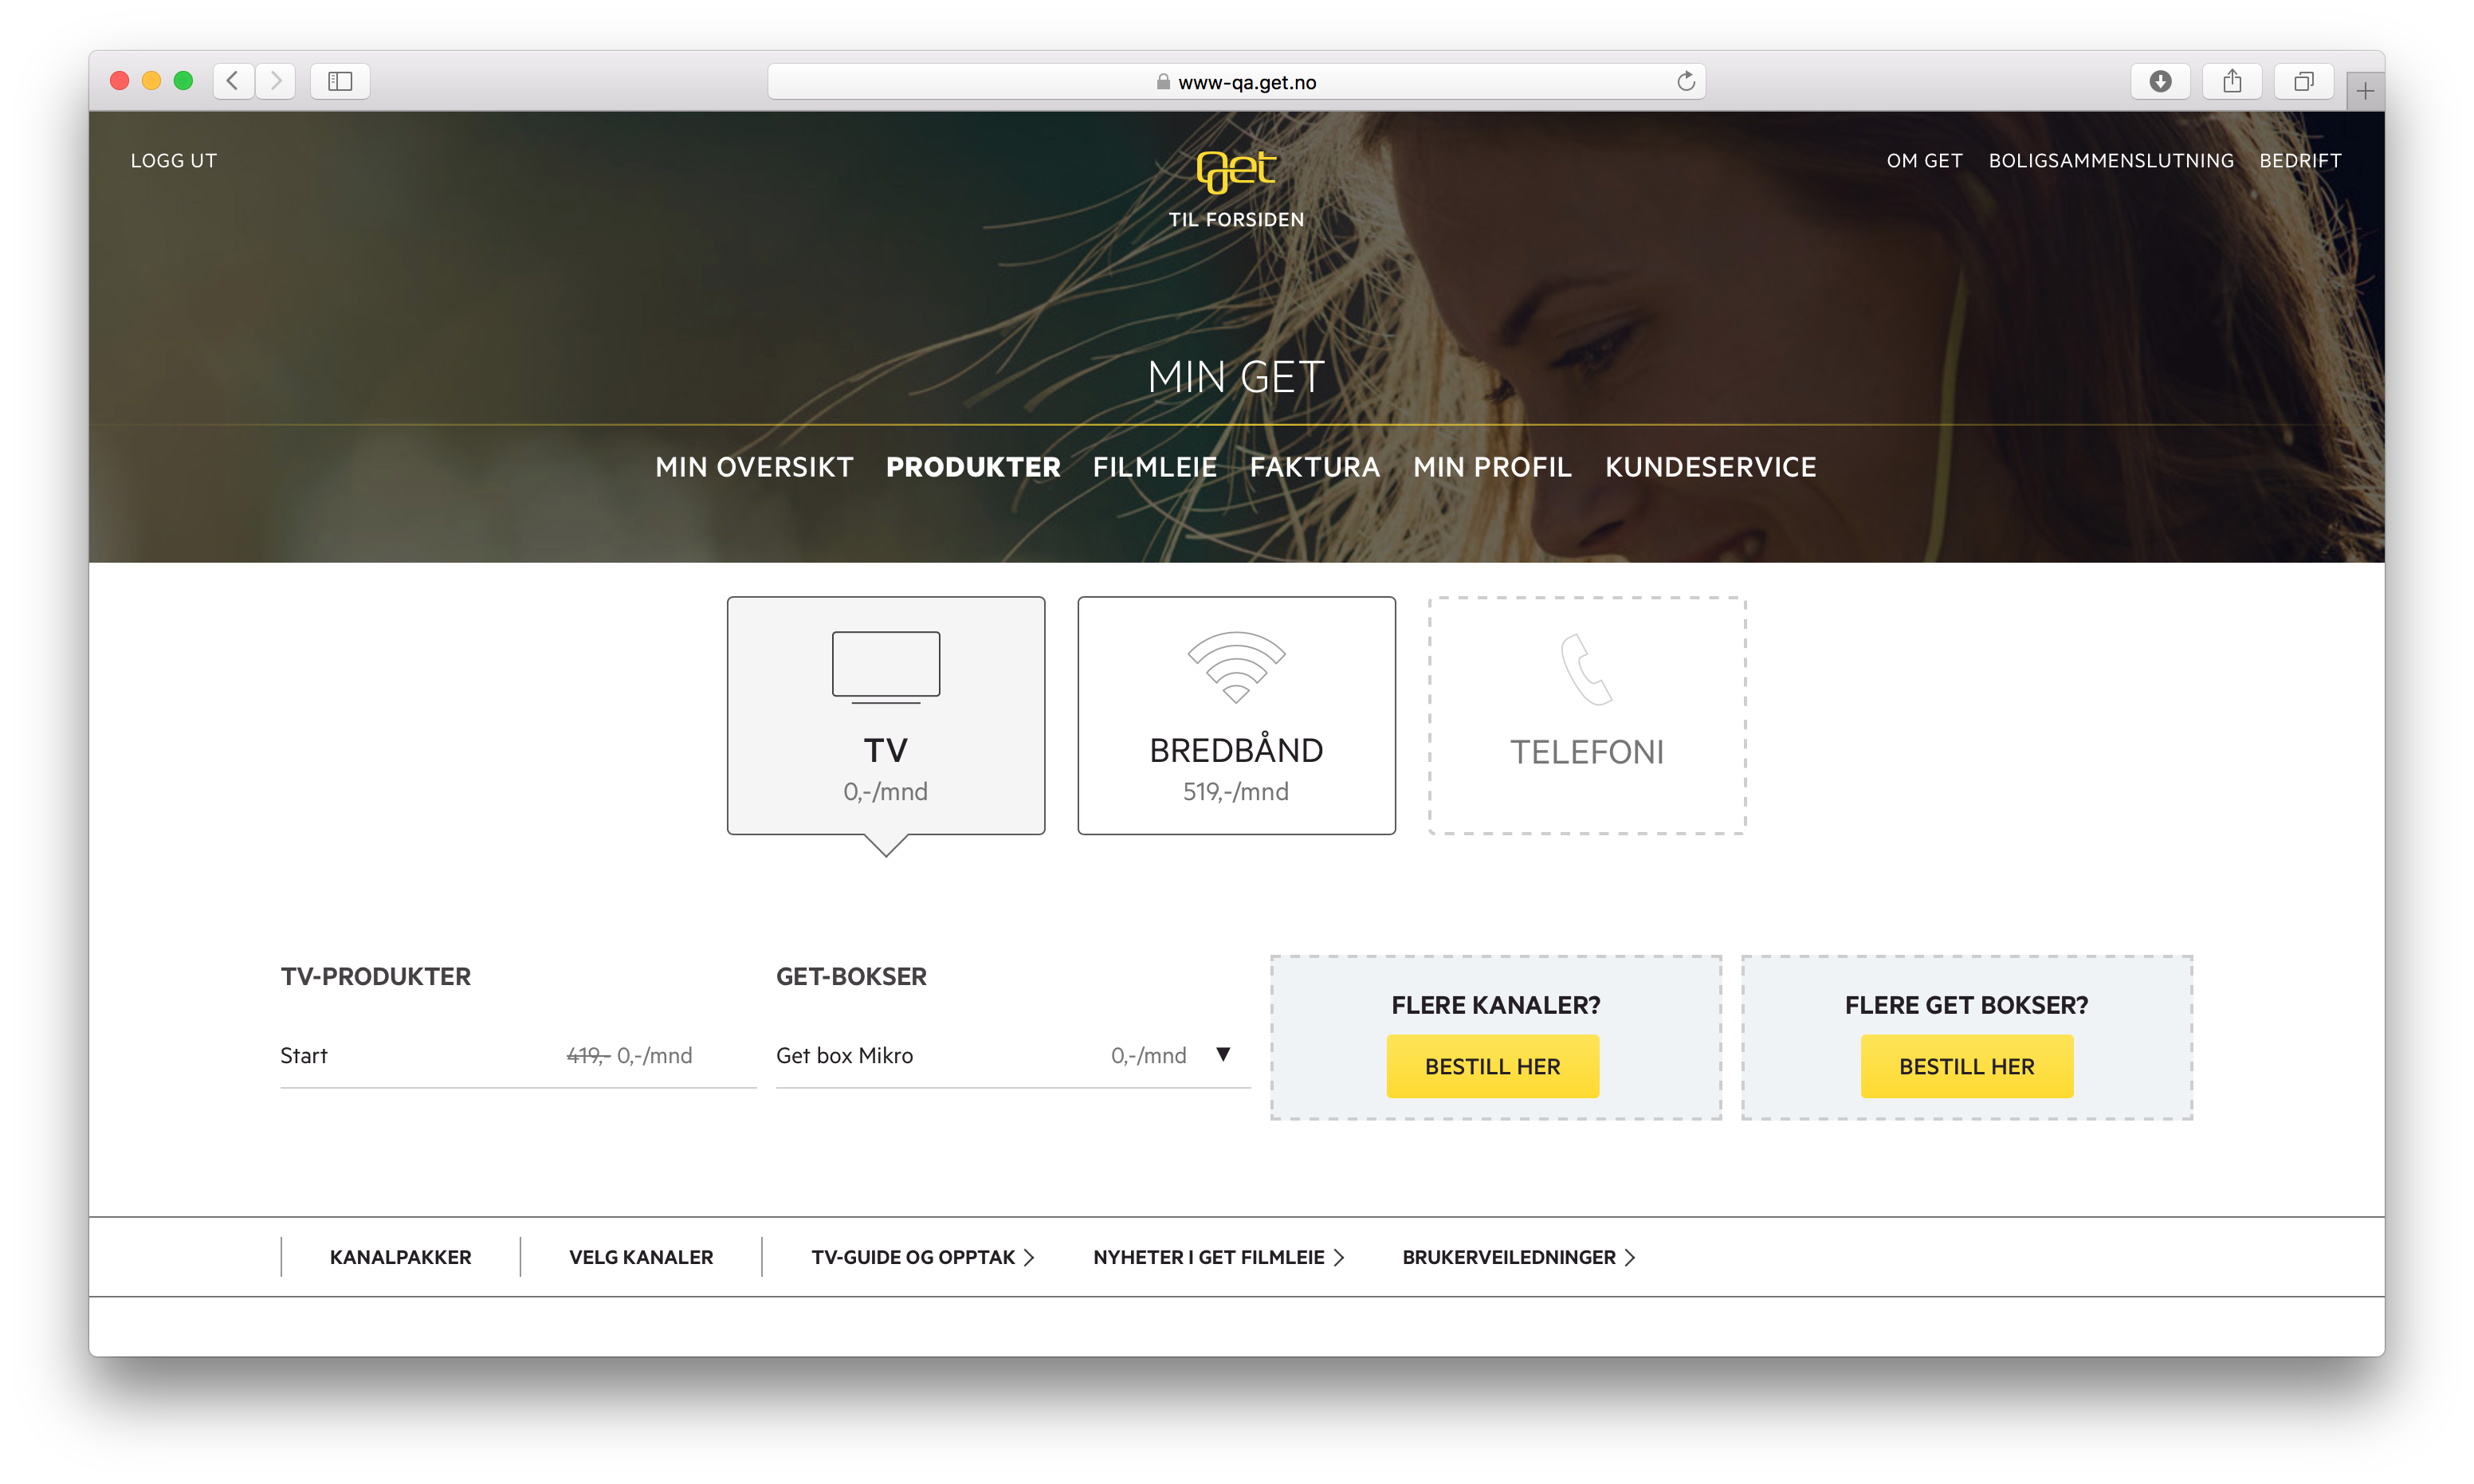 www-qa.get.no
LOGG UT
get
TIL FORSIDEN
OM GET BOLIGSAMMENSLUTNING BEDRIFT
MIN GET
MIN OVERSIKT PRODUKTER FILMLEIE FAKTURA MIN PROFIL KUNDESERVICE
TV
0,-/mnd
BREDBÅND
519,-/mnd
TELEFONI
TV-PRODUKTER
Start 419,- 0,-/mnd
GET-BOKSER
Get box Mikro 0,-/mnd ▼
FLERE KANALER?
BESTILL HER
FLERE GET BOKSER?
BESTILL HER
KANALPAKKER VELG KANALER TV-GUIDE OG OPPTAK NYHETER I GET FILMLEIE BRUKERVEILEDNINGER